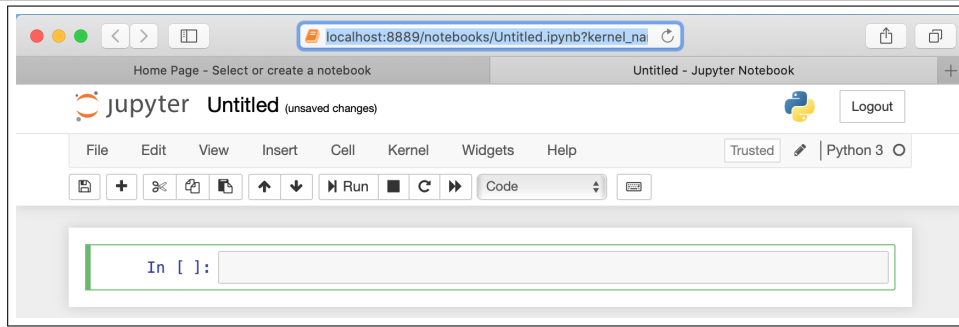 localhost:8889/notebooks/Untitled.ipynb?kernel_na
Home Page - Select or create a notebook Untitled - Jupyter Notebook
jupyter Untitled (unsaved changes) Logout
File Edit View Insert Cell Kernel Widgets Help Trusted Python 3
Run Code
In [ ]: